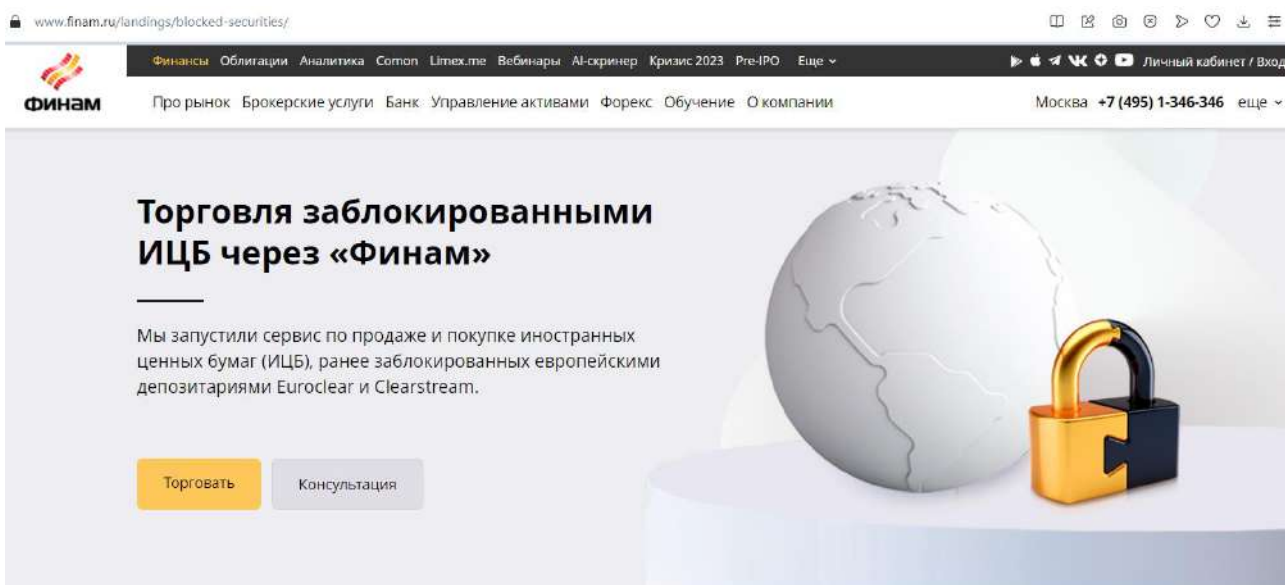 www.finam.ru/landings/blocked-securities/
Финансы Облигации Аналитика Comon Limex.me Вебинары AI-скринер Кризис 2023 Pre-IPO Еще
Личный кабинет / Вход
ФИНАМ
Про рынок Брокерские услуги Банк Управление активами Форекс Обучение О компании
Москва +7 (495) 1-346-346 еще
Торговля заблокированными
ИЦБ через «Финам»
Мы запустили сервис по продаже и покупке иностранных
ценных бумаг (ИЦБ), ранее заблокированных европейскими
депозитариями Euroclear и Clearstream.
Торговать
Консультация